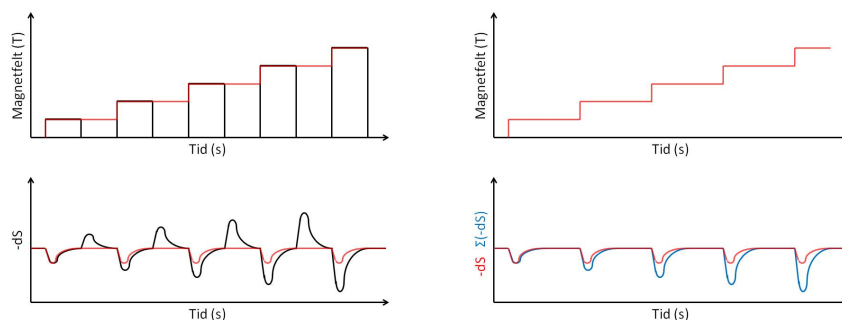 Magnetfelt (T)
Tid (s)
Magnetfelt (T)
Tid (s)
-dS
Tid (s)
-dS Σ(-dS)
Tid (s)